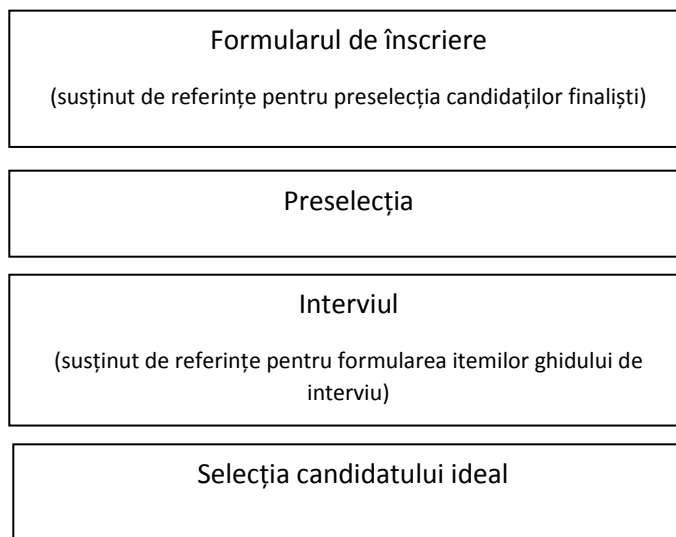 Formularul de înscriere
(susținut de referințe pentru preselecția candidaților finaliști)
Preselecția
Interviul
(susținut de referințe pentru formularea itemilor ghidului de
interviu)
Selecția candidatului ideal